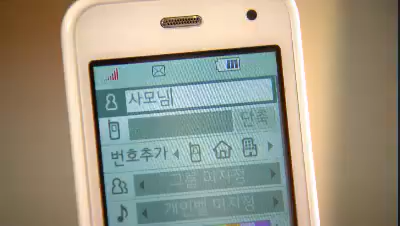 사모님
단축
번호추가
그룹 미지정
개인벨 미지정